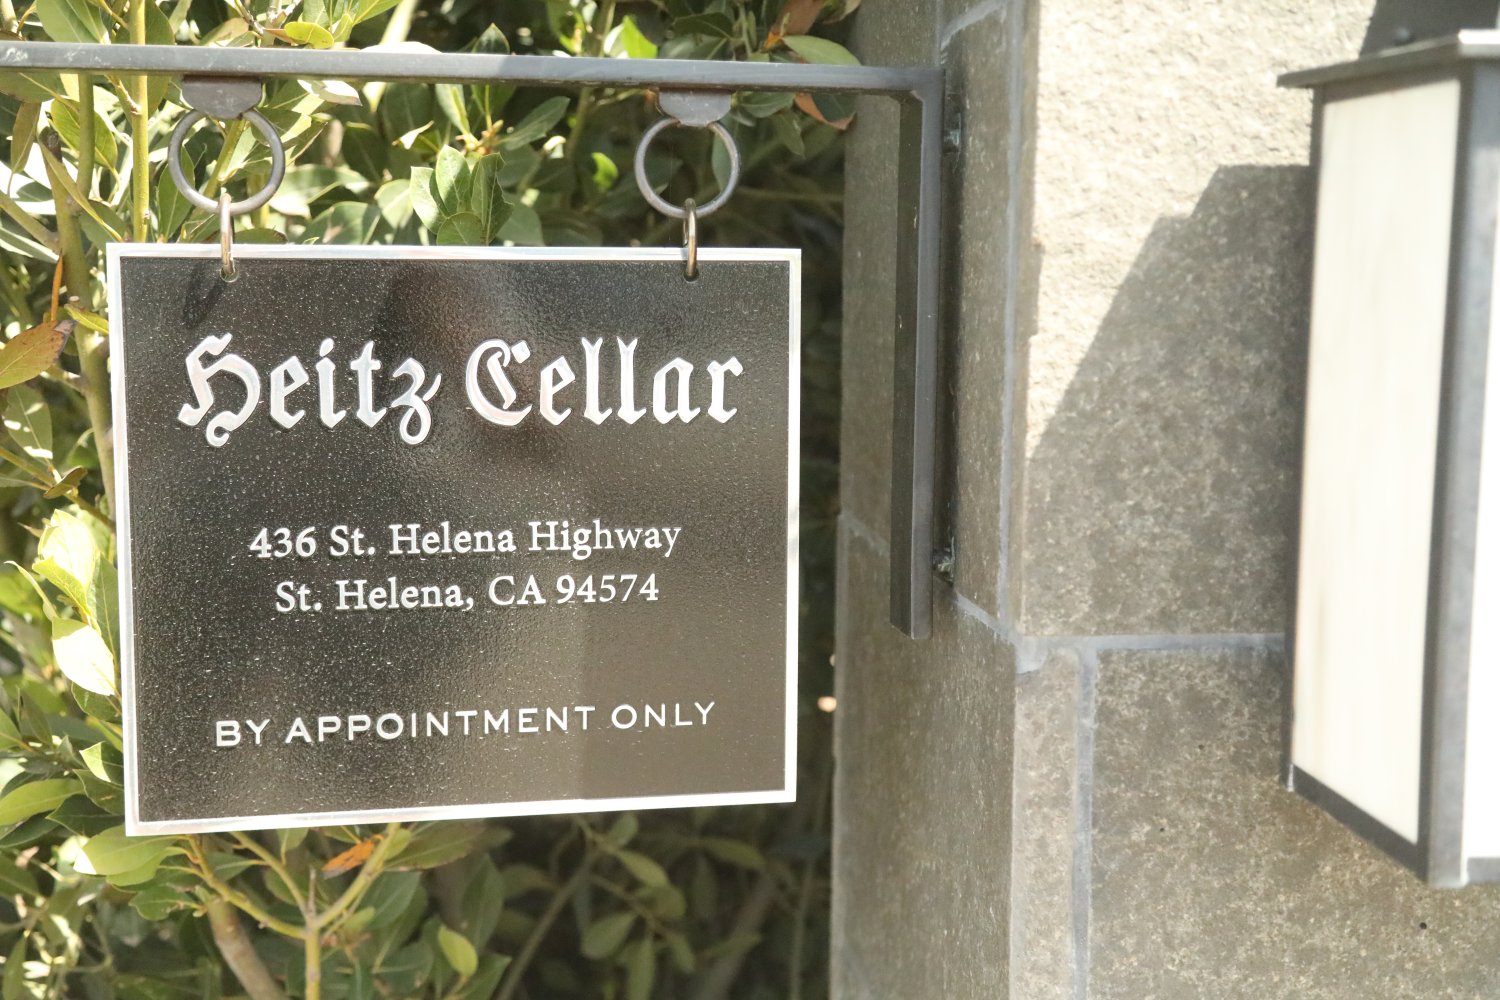 Heitz Cellar
436 St. Helena Highway
St. Helena, CA 94574
BY APPOINTMENT ONLY